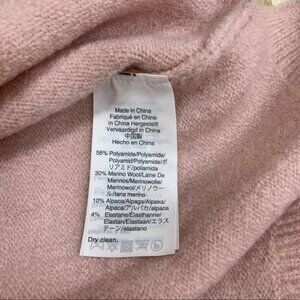 Made in China
Fabriqué en China
in China Hergestellt
Vervaardigd in China
中国製
Hecho en China
56% Polyamide/Polyamide/
Polyamid/Polyamide/ポ
リアミド/poliamida
30% Merino Wool/Laine De
Merinos/Merinowolle/
Merinowol/メリノウー
ル/lana merino
10% Alpaca/Alpaga/Alpaka/
Alpaca/アルパカ/alpaca
4% Elastane/Élasthanne/
Elastan/Elastaan/エラス
テーン/elastano
Dry clean.